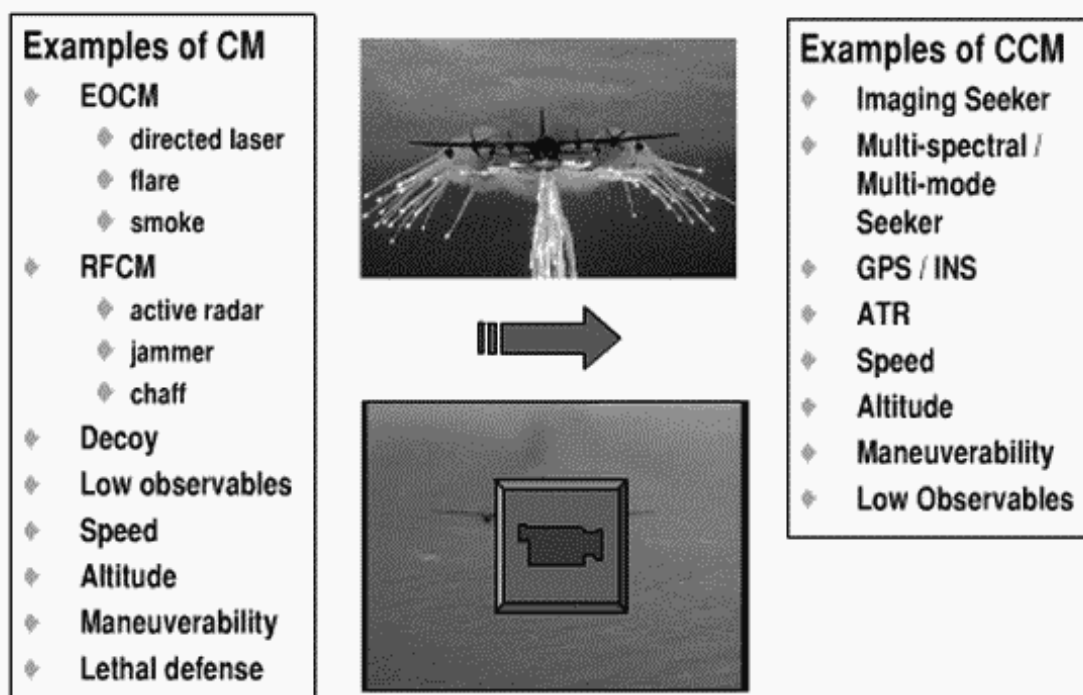 Examples of CM
EOCM
directed laser
flare
smoke
RFCM
active radar
jammer
chaff
Decoy
Low observables
Speed
Altitude
Maneuverability
Lethal defense
Examples of CCM
Imaging Seeker
Multi-spectral /
Multi-mode
Seeker
GPS / INS
ATR
Speed
Altitude
Maneuverability
Low Observables